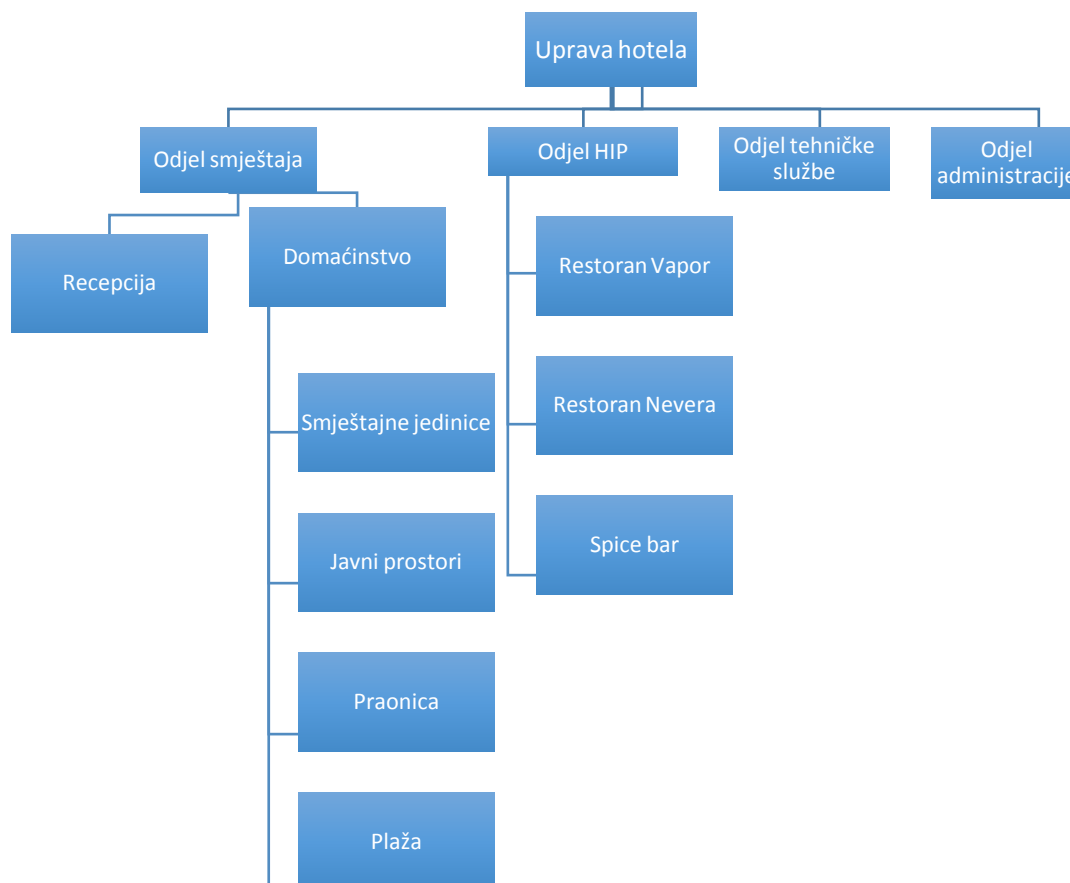 Uprava hotela
Odjel smještaja
Odjel HIP
Odjel tehničke
službe
Odjel
administracije
Recepcija
Domaćinstvo
Restoran Vapor
Smještajne jedinice
Restoran Nevera
Javni prostori
Spice bar
Praonica
Plaža